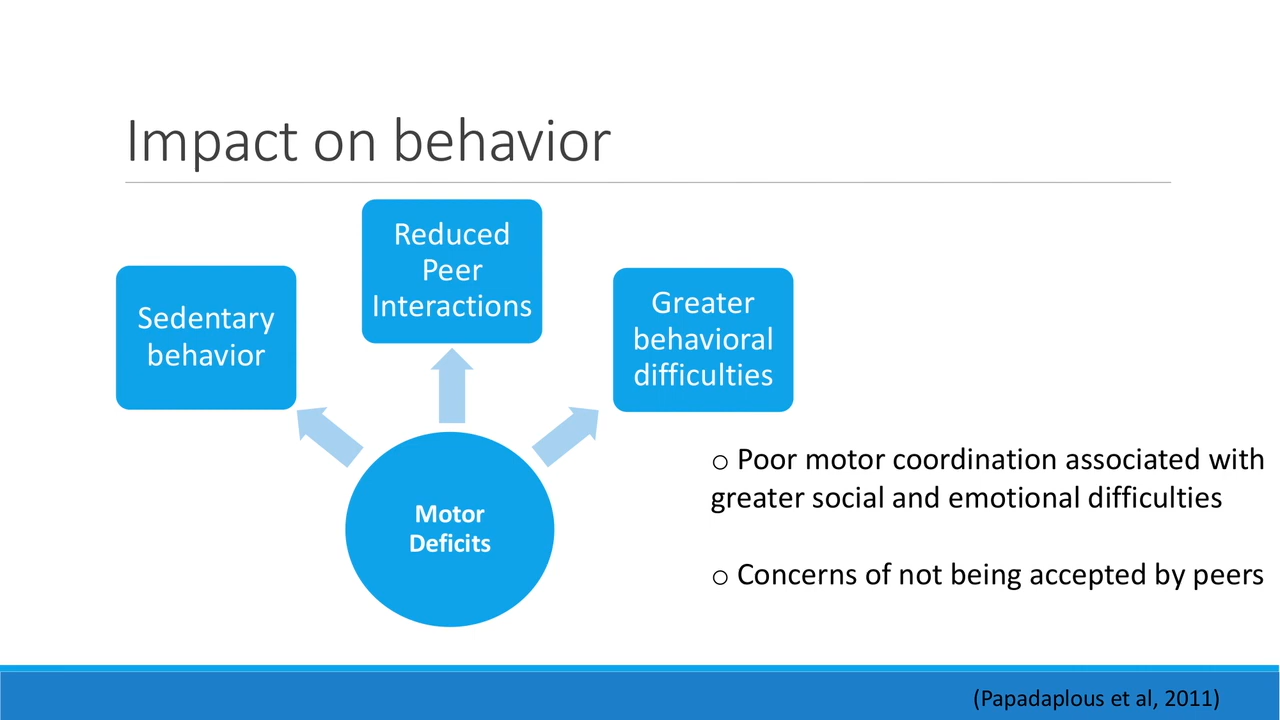 Impact on behavior
Sedentary
behavior
Reduced
Peer
Interactions
Greater
behavioral
difficulties
Motor
Deficits
o Poor motor coordination associated with
greater social and emotional difficulties
o Concerns of not being accepted by peers
(Papadaplous et al, 2011)